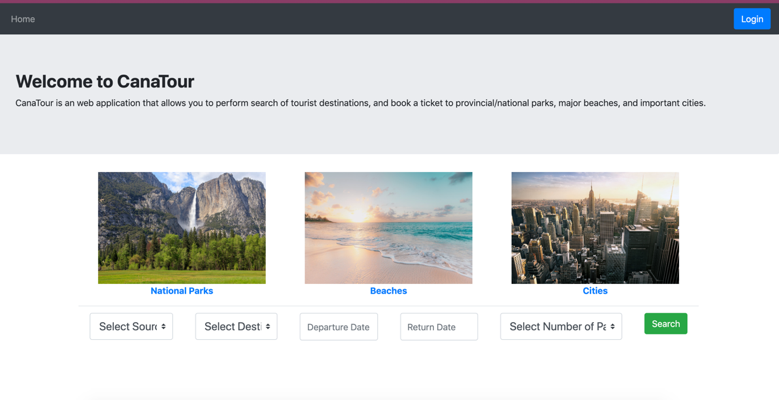 Home
Login
Welcome to CanaTour
CanaTour is an web application that allows you to perform search of tourist destinations, and book a ticket to provincial/national parks, major beaches, and important cities.
National Parks
Beaches
Cities
Select Sour
Select Desti
Departure Date
Return Date
Select Number of Pa
Search